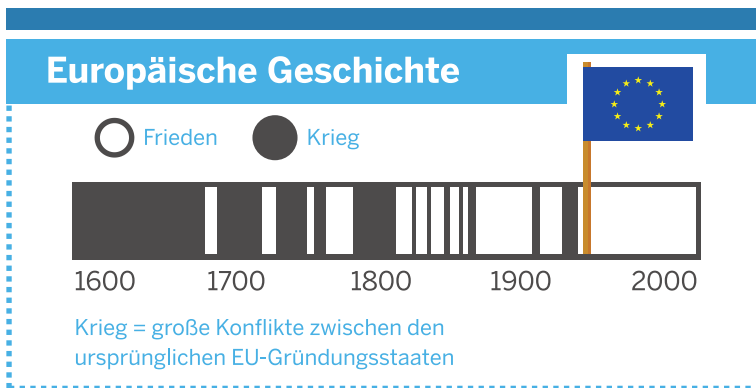 Europäische Geschichte
Frieden
Krieg
1600
1700
1800
1900
2000
Krieg = große Konflikte zwischen den
ursprünglichen EU-Gründungsstaaten